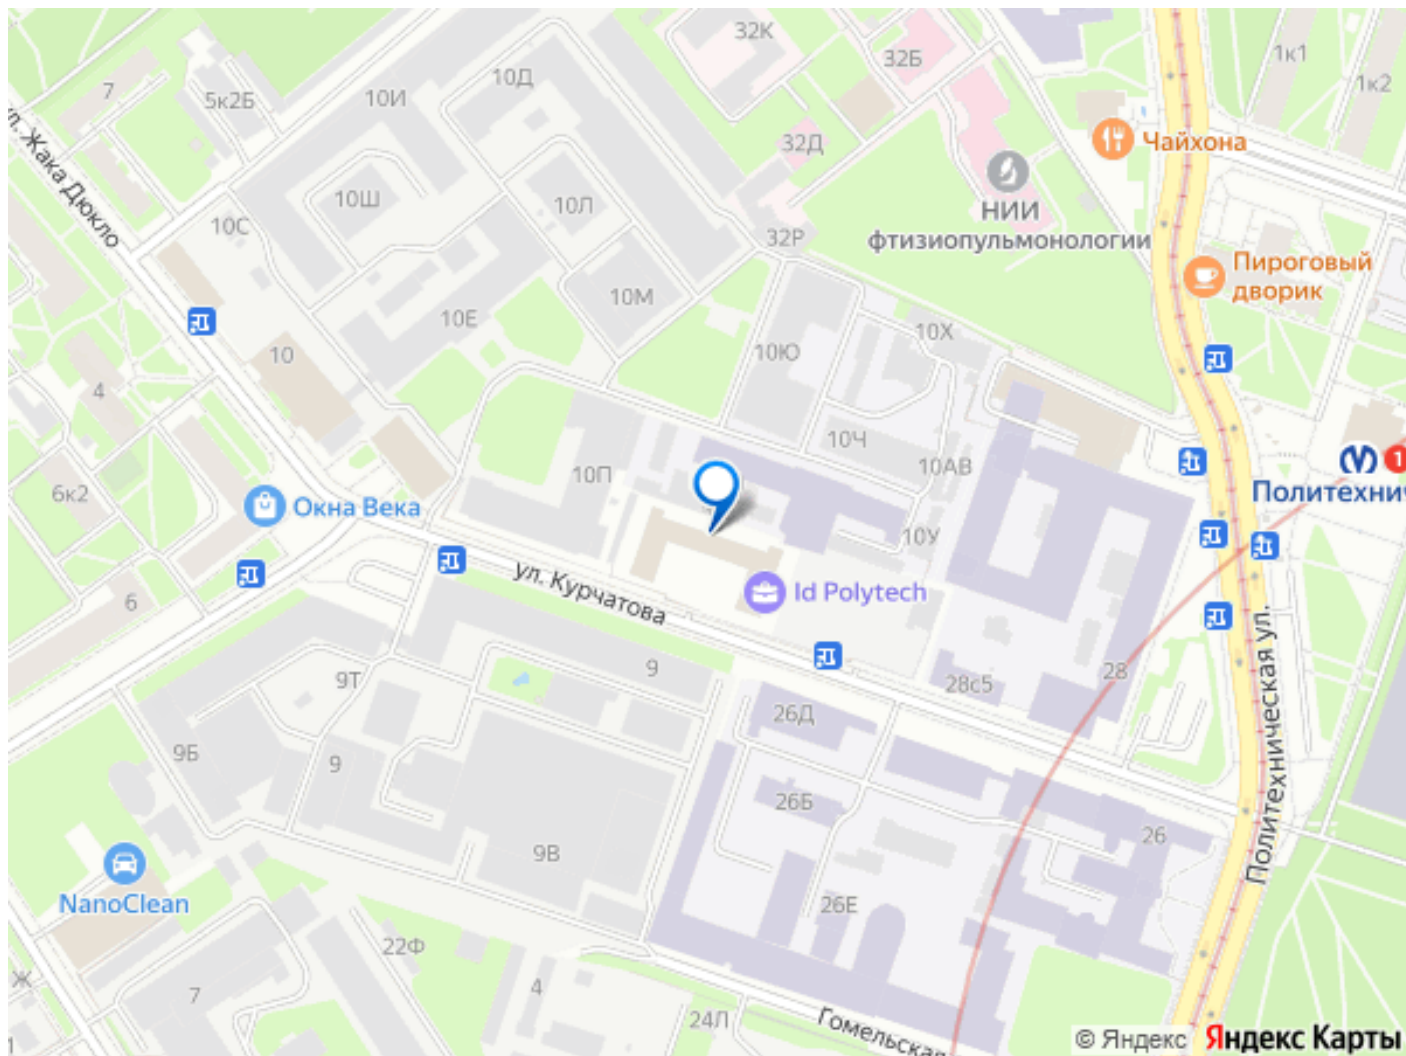 32К
10Д
32Б
1к1
7
5к2Б
10И
1к2
Чайхона
32Д
ул. Жака Дюкло
10Ш
10Л
НИИ
фтизиопульмонологии
10С
32Р
Пироговый
дворик
10М
10Е
10Х
10
10Ю
4
10Ч
10АВ
10П
6к2
Окна Века
1
Политехнич
10У
ул. Курчатова
Id Polytech
6
Политехническая ул.
9
9Т
28с5
28
26Д
9Б
9
26Б
26
9В
NanoClean
26Е
22Ф
Ж
7
4
24Л
Гомельская
1
© Яндекс Яндекс Карты